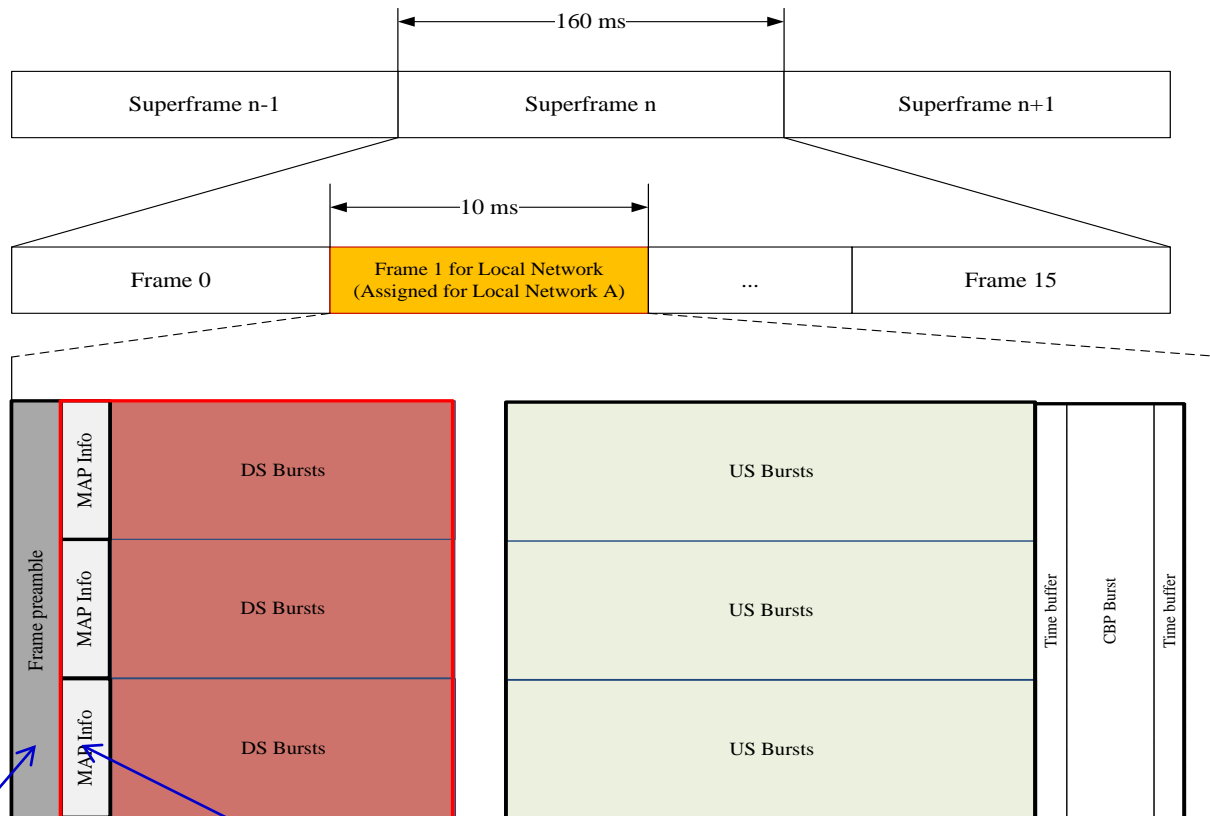 160 ms
Superframe n-1
Superframe n
Superframe n+1
10 ms
Frame 0
Frame 1 for Local Network
(Assigned for Local Network A)
...
Frame 15
Frame preamble
MAP Info
DS Bursts
US Bursts
MAP Info
DS Bursts
US Bursts
MAP Info
DS Bursts
US Bursts
Time buffer
CBP Burst
Time buffer